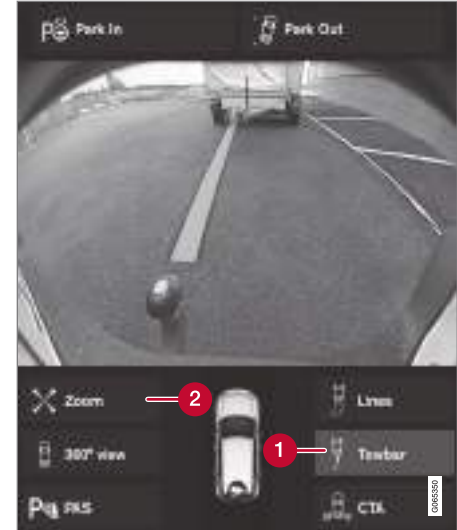 Park In
Park Out
2
Zoom
Lines
1
360° view
Towbar
PAS
CTA
G065350